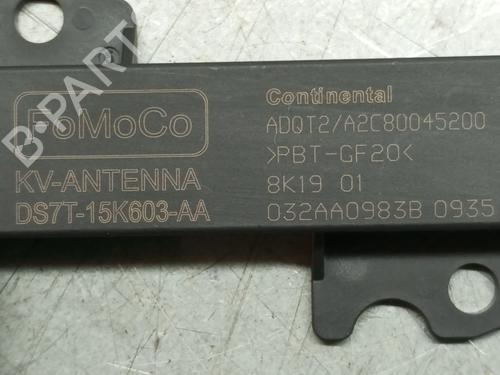 B-PARTS
FoMoCo
KV-ANTENNA
DS7T-15K603-AA
Continental
ADQT2/A2C80045200
>PBT-GF20<
8K19 01
032AA0983B 0935